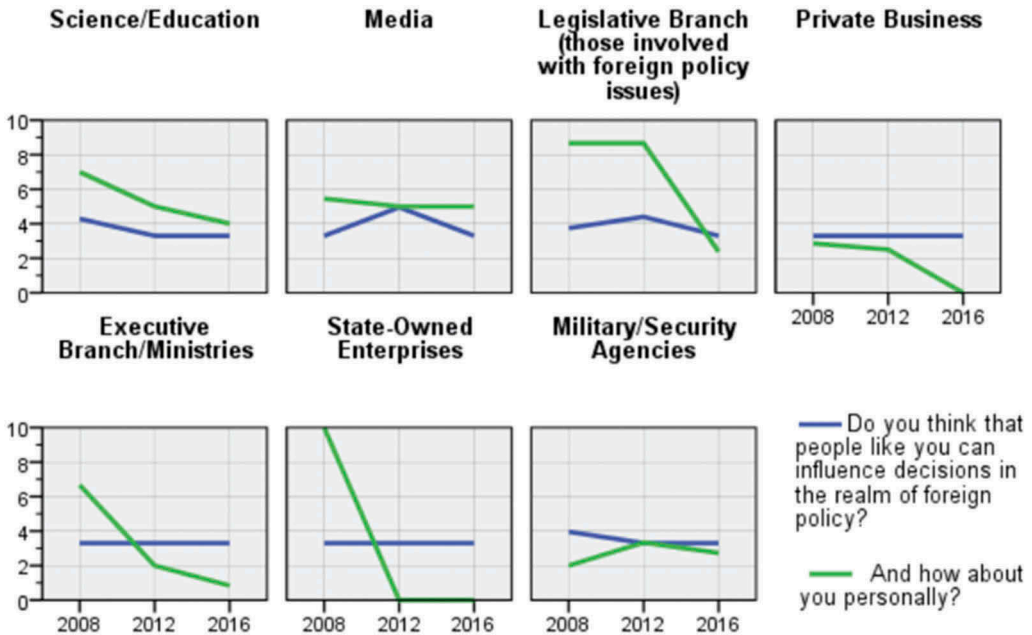 Science/Education
Media
Legislative Branch
(those involved
with foreign policy
issues)
Private Business
10
8
6
4
2
0
2008 2012 2016
Executive
Branch/Ministries
State-Owned
Enterprises
Military/Security
Agencies
10
8
6
4
2
0
2008 2012 2016
2008 2012 2016
2008 2012 2016
Do you think that
people like you can
influence decisions in
the realm of foreign
policy?
And how about
you personally?